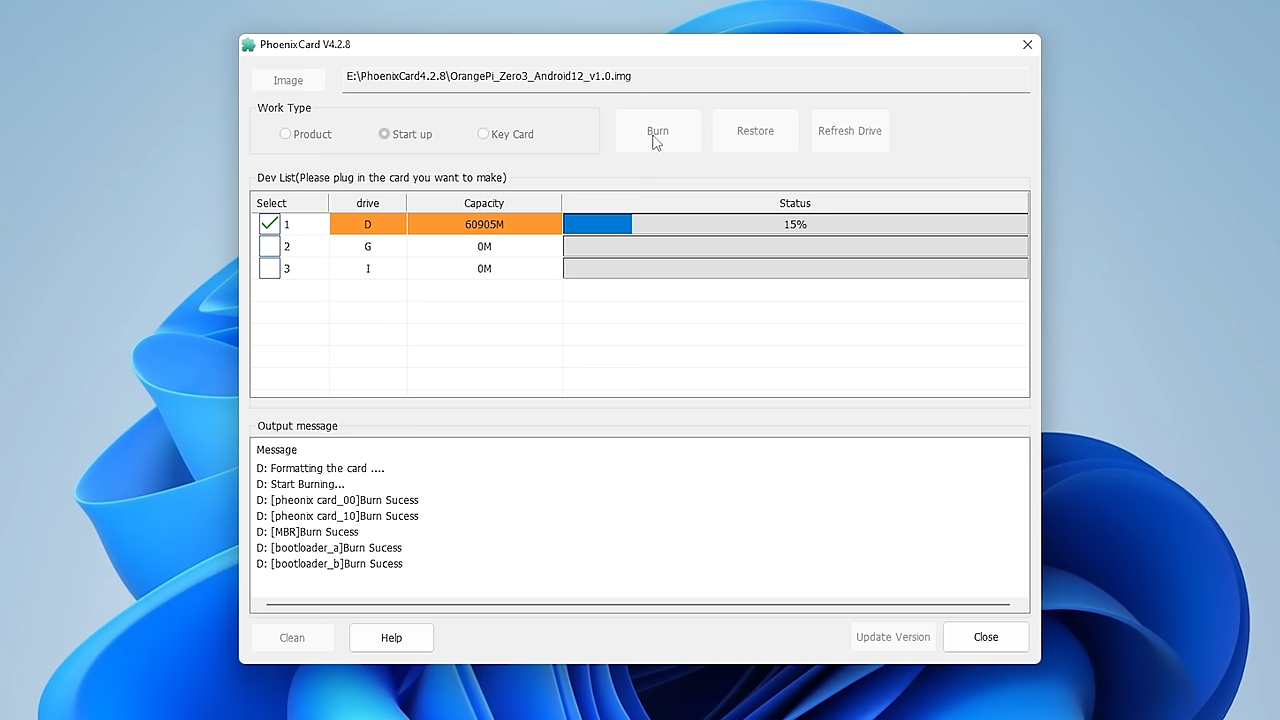 PhoenixCard V4.2.8
Image
E:\PhoenixCard4.2.8\OrangePi_Zero3_Android12_v1.0.img
Work Type
Product
Start up
Key Card
Burn
Restore
Refresh Drive
Dev List(Please plug in the card you want to make)
Select drive Capacity Status
1 D 60905M 15%
2 G 0M
3 I 0M
Output message
Message
D: Formatting the card ....
D: Start Burning...
D: [pheonix card_00]Burn Sucess
D: [pheonix card_10]Burn Sucess
D: [MBR]Burn Sucess
D: [bootloader_a]Burn Sucess
D: [bootloader_b]Burn Sucess
Clean
Help
Update Version
Close